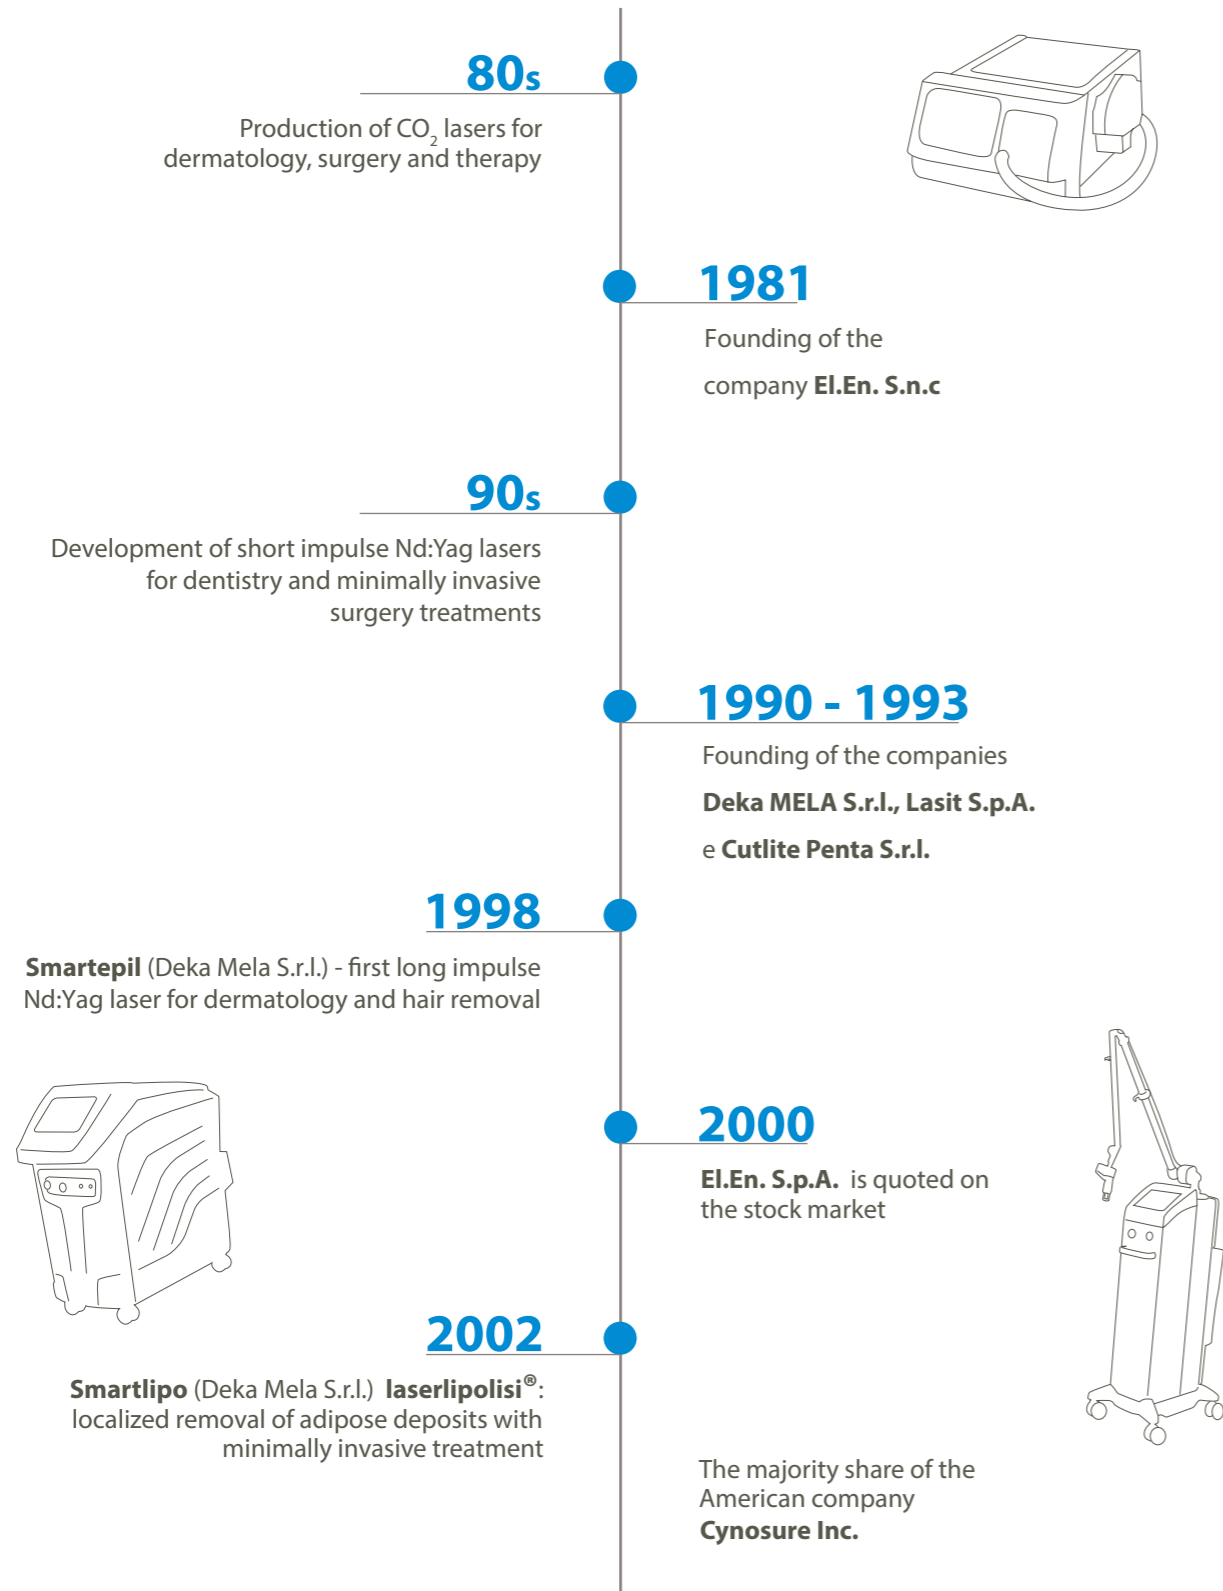 80s
Production of CO₂ lasers for
dermatology, surgery and therapy
1981
Founding of the
company El.En. S.n.c
90s
Development of short impulse Nd:Yag lasers
for dentistry and minimally invasive
surgery treatments
1990 - 1993
Founding of the companies
Deka MELA S.r.l., Lasit S.p.A.
e Cutlite Penta S.r.l.
1998
Smartepil (Deka Mela S.r.l.) - first long impulse
Nd:Yag laser for dermatology and hair removal
2000
El.En. S.p.A. is quoted on
the stock market
2002
Smartlipo (Deka Mela S.r.l.) laserlipolisi®:
localized removal of adipose deposits with
minimally invasive treatment
The majority share of the
American company
Cynosure Inc.